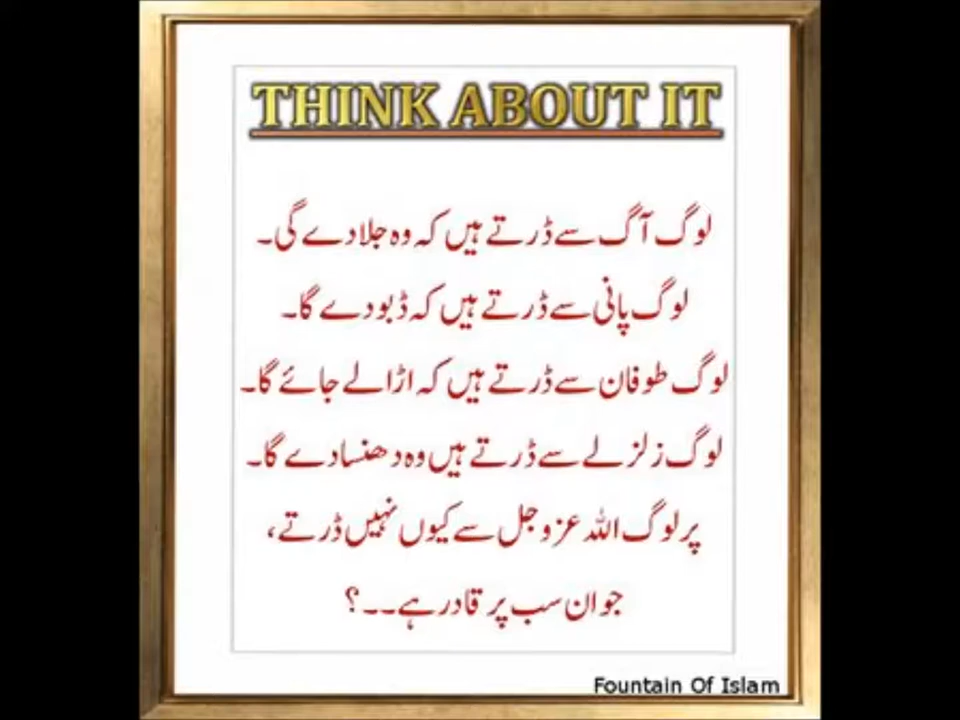 THINK ABOUT IT
لوگ آگ سے ڈرتے ہیں کہ وہ جلا دے گی۔
لوگ پانی سے ڈرتے ہیں کہ ڈبو دے گا۔
لوگ طوفان سے ڈرتے ہیں کہ اڑا لے جائے گا۔
لوگ زلزلے سے ڈرتے ہیں وہ دھنسا دے گا۔
پر لوگ اللہ عزوجل سے کیوں نہیں ڈرتے،
جو ان سب پر قادر ہے۔۔؟
Fountain Of Islam